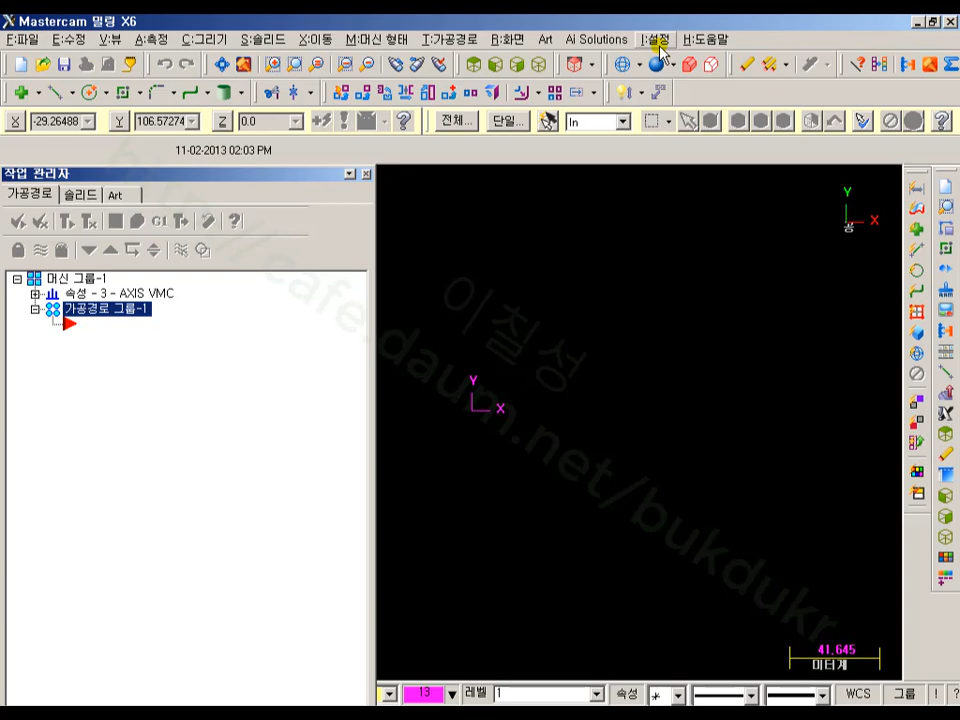 Mastercam 밀링 X6
F:파일 E:수정 V:뷰 A:측정 C:그리기 S:솔리드 X:이동 M:머신 형태 T:가공경로 R:화면 Art Ai Solutions I:설정 H:도움말
X -29.26488 Y 106.57274 Z 0.0 전체... 단일... In
11-02-2013 02:03 PM
작업 관리자
가공경로 솔리드 Art
G1
머신 그룹-1
속성 - 3 - AXIS VMC
가공경로 그룹-1
Y
X
Y
X
이칠성
http://cafe.daum.net/bukdukr
41.645
미터계
13 레벨 1 속성 WCS 그룹 ! ?